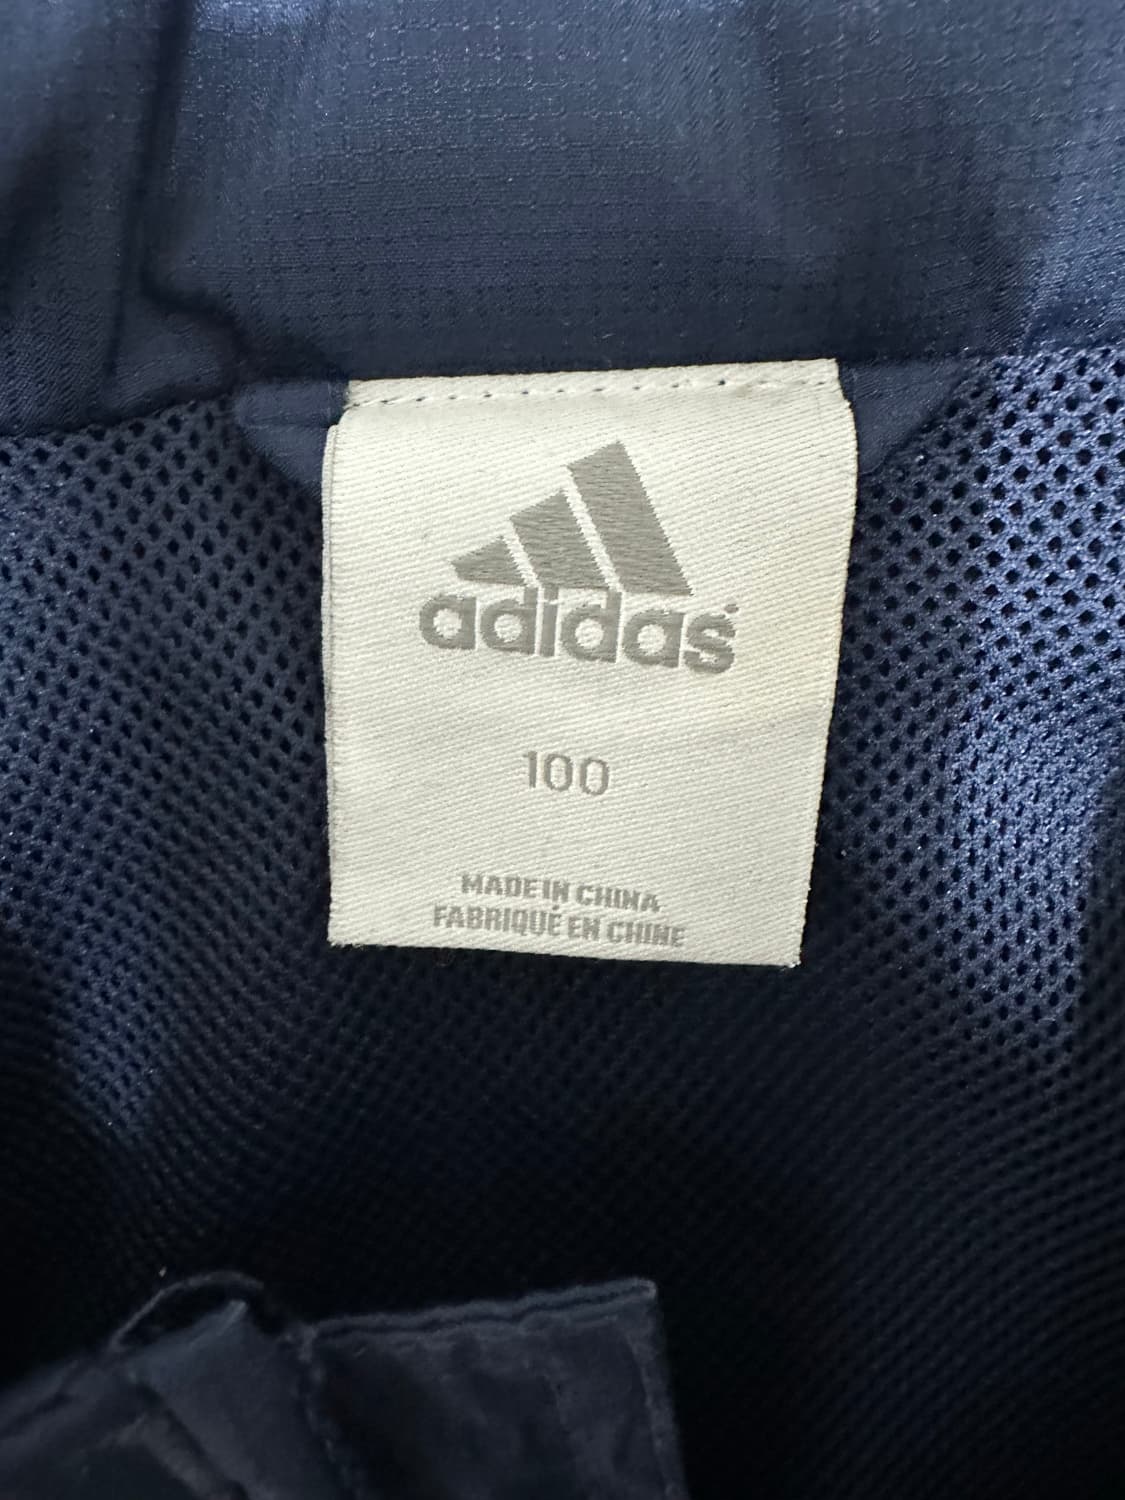 adidas
100
MADE IN CHINA
FABRIQUÉ EN CHINE